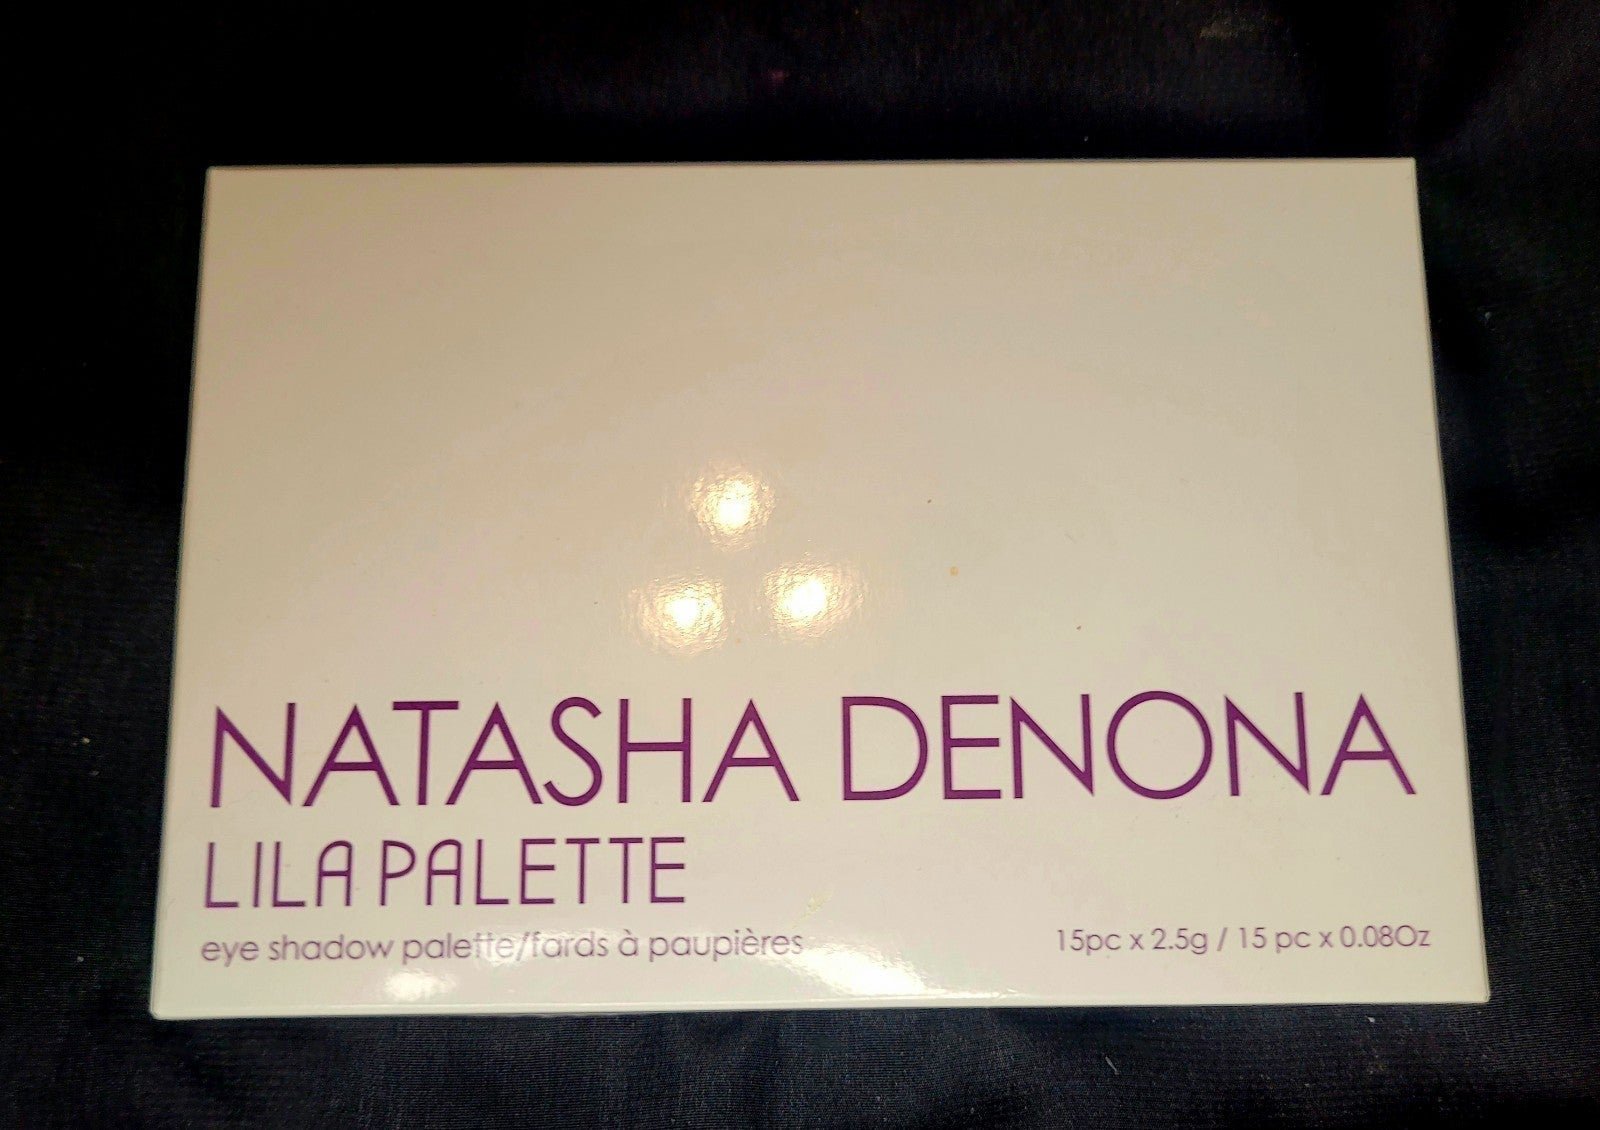 NATASHA DENONA
LILA PALETTE
eye shadow palette/fards à paupières
15pc x 2.5g / 15 pc x 0.08Oz